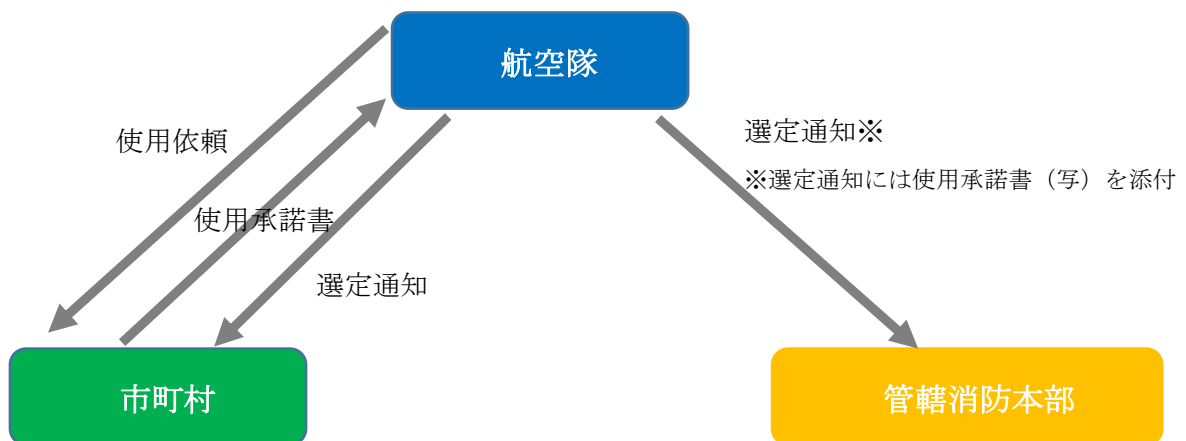 航空隊
使用依頼
選定通知※
※選定通知には使用承諾書（写）を添付
使用承諾書
選定通知
市町村
管轄消防本部